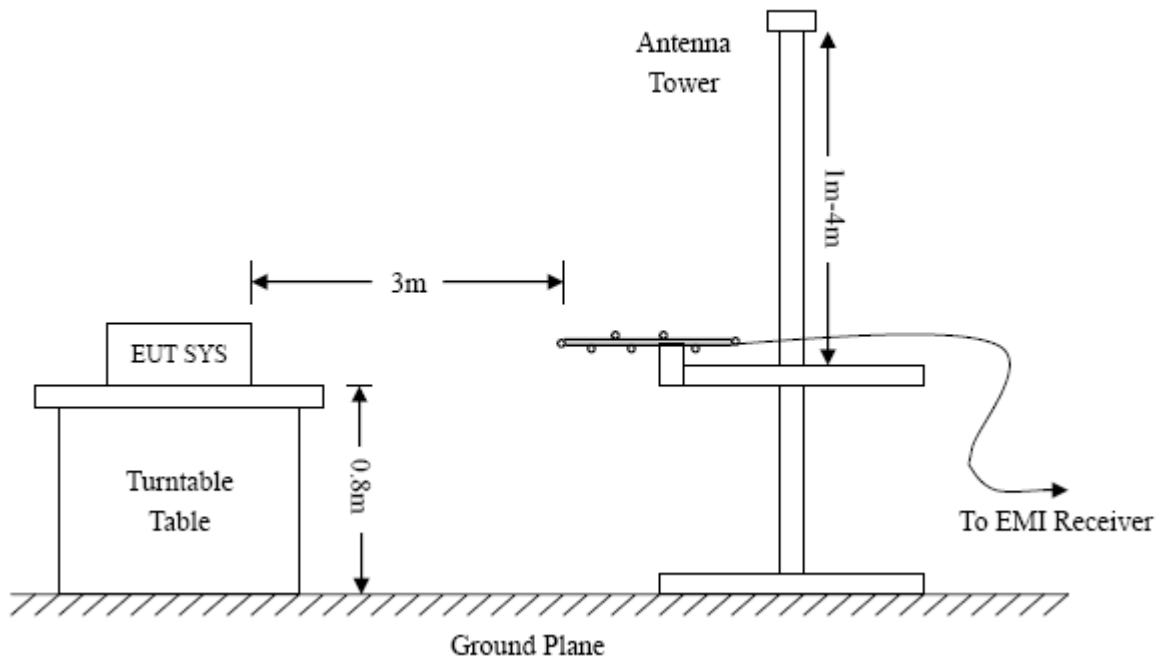 Antenna
Tower
1m-4m
3m
EUT SYS
0.8m
Turntable
Table
To EMI Receiver
Ground Plane